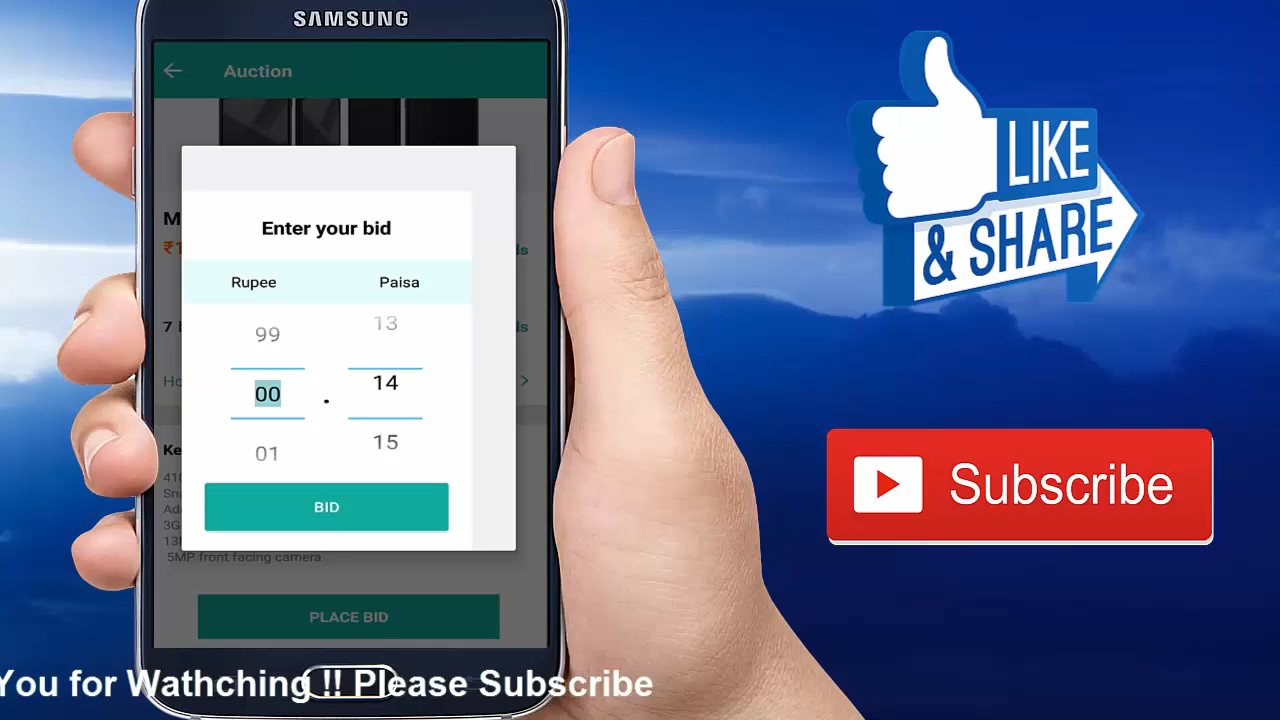 SAMSUNG
Auction
Enter your bid
Rupee Paisa
99 13
00 . 14
01 15
BID
5MP front facing camera
PLACE BID
LIKE
& SHARE
Subscribe
You for Wathching !! Please Subscribe